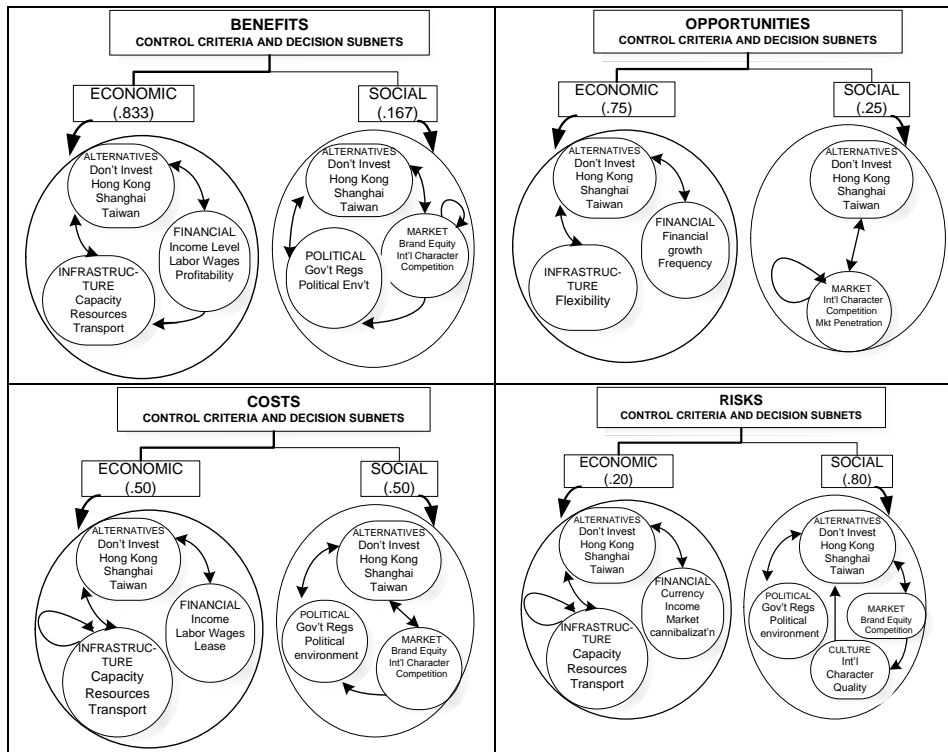 BENEFITS
CONTROL CRITERIA AND DECISION SUBNETS
ECONOMIC
(.833)
SOCIAL
(.167)
ALTERNATIVES
Don't Invest
Hong Kong
Shanghai
Taiwan
FINANCIAL
Income Level
Labor Wages
Profitability
INFRASTRUC-
TURE
Capacity
Resources
Transport
ALTERNATIVES
Don't Invest
Hong Kong
Shanghai
Taiwan
MARKET
Brand Equity
Int'l Character
Competition
POLITICAL
Gov't Regs
Political Env't
OPPORTUNITIES
CONTROL CRITERIA AND DECISION SUBNETS
ECONOMIC
(.75)
SOCIAL
(.25)
ALTERNATIVES
Don't Invest
Hong Kong
Shanghai
Taiwan
FINANCIAL
Financial
growth
Frequency
INFRASTRUC-
TURE
Flexibility
ALTERNATIVES
Don't Invest
Hong Kong
Shanghai
Taiwan
MARKET
Int'l Character
Competition
Mkt Penetration
COSTS
CONTROL CRITERIA AND DECISION SUBNETS
ECONOMIC
(.50)
SOCIAL
(.50)
ALTERNATIVES
Don't Invest
Hong Kong
Shanghai
Taiwan
FINANCIAL
Income
Labor Wages
Lease
INFRASTRUC-
TURE
Capacity
Resources
Transport
ALTERNATIVES
Don't Invest
Hong Kong
Shanghai
Taiwan
POLITICAL
Gov't Regs
Political
environment
MARKET
Brand Equity
Int'l Character
Competition
RISKS
CONTROL CRITERIA AND DECISION SUBNETS
ECONOMIC
(.20)
SOCIAL
(.80)
ALTERNATIVES
Don't Invest
Hong Kong
Shanghai
Taiwan
FINANCIAL
Currency
Income
Market
cannibalizat'n
INFRASTRUC-
TURE
Capacity
Resources
Transport
ALTERNATIVES
Don't Invest
Hong Kong
Shanghai
Taiwan
POLITICAL
Gov't Regs
Political
environment
MARKET
Brand Equity
Competition
CULTURE
Int'l
Character
Quality